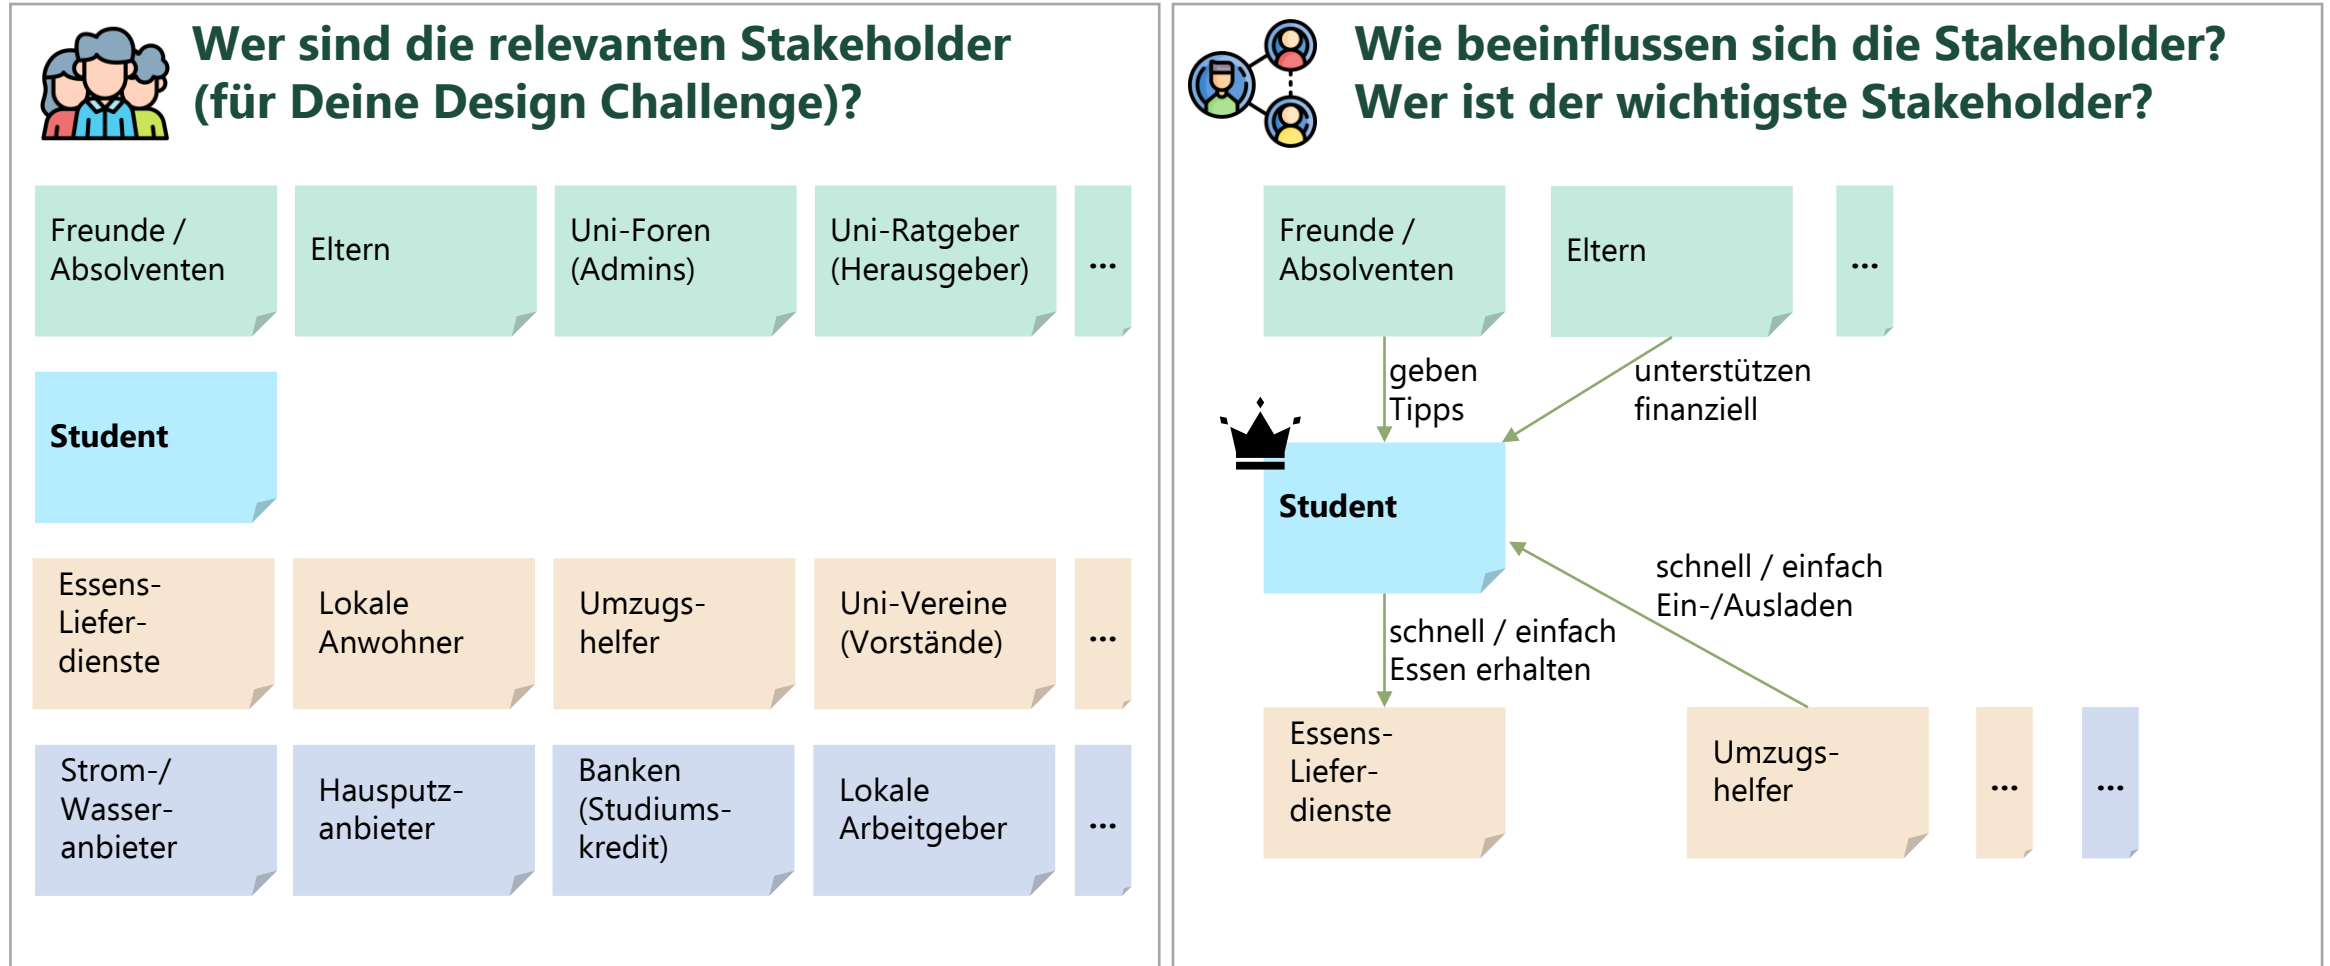 Wer sind die relevanten Stakeholder
(für Deine Design Challenge)?
Freunde /
Absolventen
Eltern
Uni-Foren
(Admins)
Uni-Ratgeber
(Herausgeber)
...
Student
Essens-
Liefer-
dienste
Lokale
Anwohner
Umzugs-
helfer
Uni-Vereine
(Vorstände)
...
Strom-/
Wasser-
anbieter
Hausputz-
anbieter
Banken
(Studiums-
kredit)
Lokale
Arbeitgeber
...
Wie beeinflussen sich die Stakeholder?
Wer ist der wichtigste Stakeholder?
Freunde /
Absolventen
Eltern
...
geben
Tipps
unterstützen
finanziell
Student
schnell / einfach
Ein-/Ausladen
schnell / einfach
Essen erhalten
Essens-
Liefer-
dienste
Umzugs-
helfer
...
...